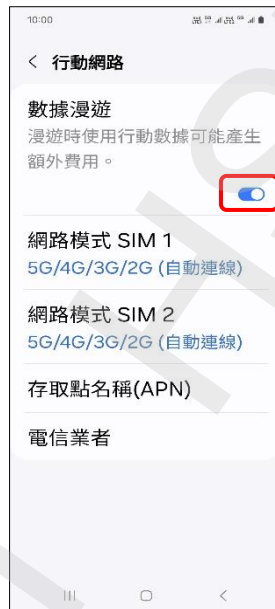 10:00
行動網路
數據漫遊
漫遊時使用行動數據可能產生
額外費用。
網路模式 SIM 1
5G/4G/3G/2G (自動連線)
網路模式 SIM 2
5G/4G/3G/2G (自動連線)
存取點名稱(APN)
電信業者